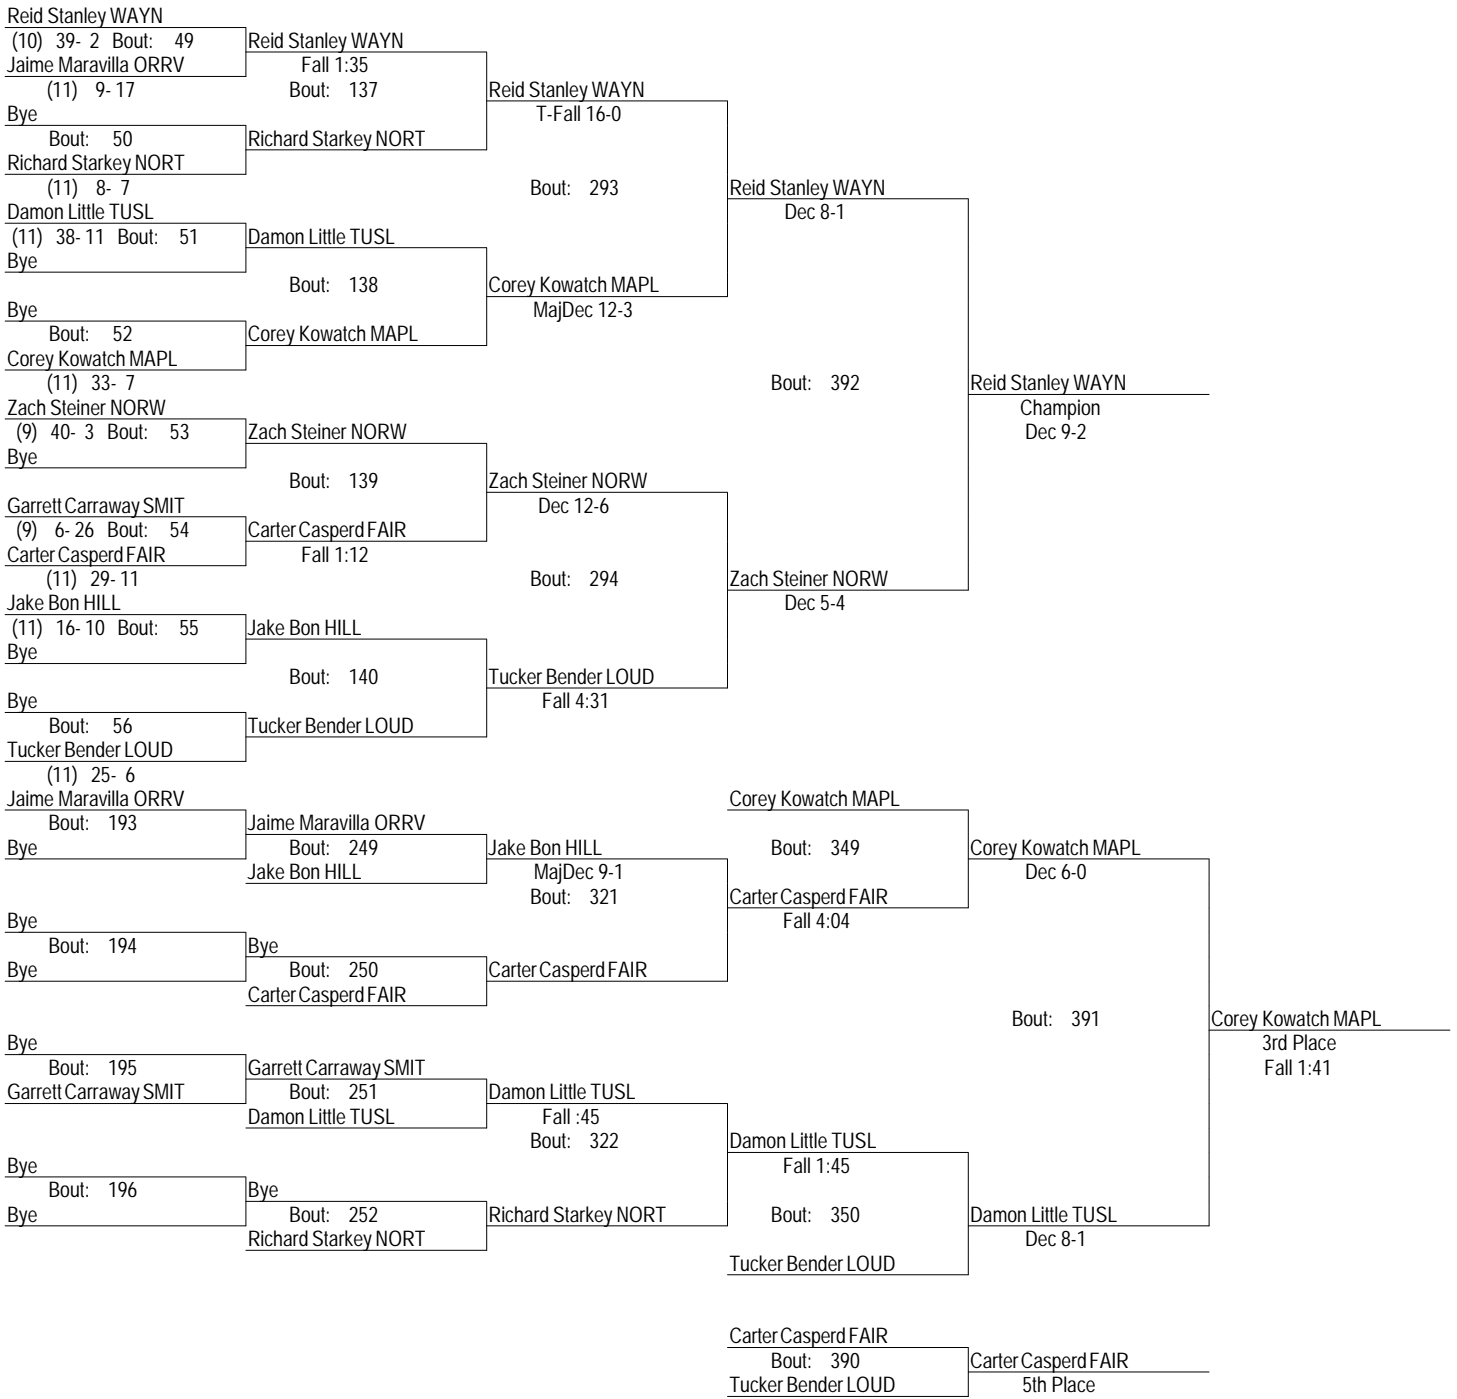 Reid Stanley WAYN
(10) 39- 2 Bout: 49
Jaime Maravilla ORRV
(11) 9- 17
Bye
Bout: 50
Richard Starkey NORT
(11) 8- 7
Damon Little TUSL
(11) 38- 11 Bout: 51
Bye
Bye
Bout: 52
Corey Kowatch MAPL
(11) 33- 7
Zach Steiner NORW
(9) 40- 3 Bout: 53
Bye
Garrett Carraway SMIT
(9) 6- 26 Bout: 54
Carter Casperd FAIR
(11) 29- 11
Jake Bon HILL
(11) 16- 10 Bout: 55
Bye
Bye
Bout: 56
Tucker Bender LOUD
(11) 25- 6
Reid Stanley WAYN
Fall 1:35
Bout: 137
Richard Starkey NORT
Damon Little TUSL
Bout: 138
Corey Kowatch MAPL
Zach Steiner NORW
Bout: 139
Carter Casperd FAIR
Fall 1:12
Jake Bon HILL
Bout: 140
Tucker Bender LOUD
Reid Stanley WAYN
T-Fall 16-0
Bout: 293
Corey Kowatch MAPL
MajDec 12-3
Zach Steiner NORW
Dec 12-6
Bout: 294
Tucker Bender LOUD
Fall 4:31
Reid Stanley WAYN
Dec 8-1
Bout: 392
Zach Steiner NORW
Dec 5-4
Reid Stanley WAYN
Champion
Dec 9-2
Jaime Maravilla ORRV
Bout: 193
Bye
Bye
Bout: 194
Bye
Bye
Bout: 195
Garrett Carraway SMIT
Bye
Bout: 196
Bye
Jaime Maravilla ORRV
Bout: 249
Jake Bon HILL
Bye
Bout: 250
Carter Casperd FAIR
Garrett Carraway SMIT
Bout: 251
Damon Little TUSL
Bye
Bout: 252
Richard Starkey NORT
Jake Bon HILL
MajDec 9-1
Bout: 321
Carter Casperd FAIR
Damon Little TUSL
Fall :45
Bout: 322
Richard Starkey NORT
Corey Kowatch MAPL
Bout: 349
Carter Casperd FAIR
Fall 4:04
Damon Little TUSL
Fall 1:45
Bout: 350
Tucker Bender LOUD
Corey Kowatch MAPL
Dec 6-0
Bout: 391
Damon Little TUSL
Dec 8-1
Corey Kowatch MAPL
3rd Place
Fall 1:41
Carter Casperd FAIR
Bout: 390
Tucker Bender LOUD
Carter Casperd FAIR
5th Place